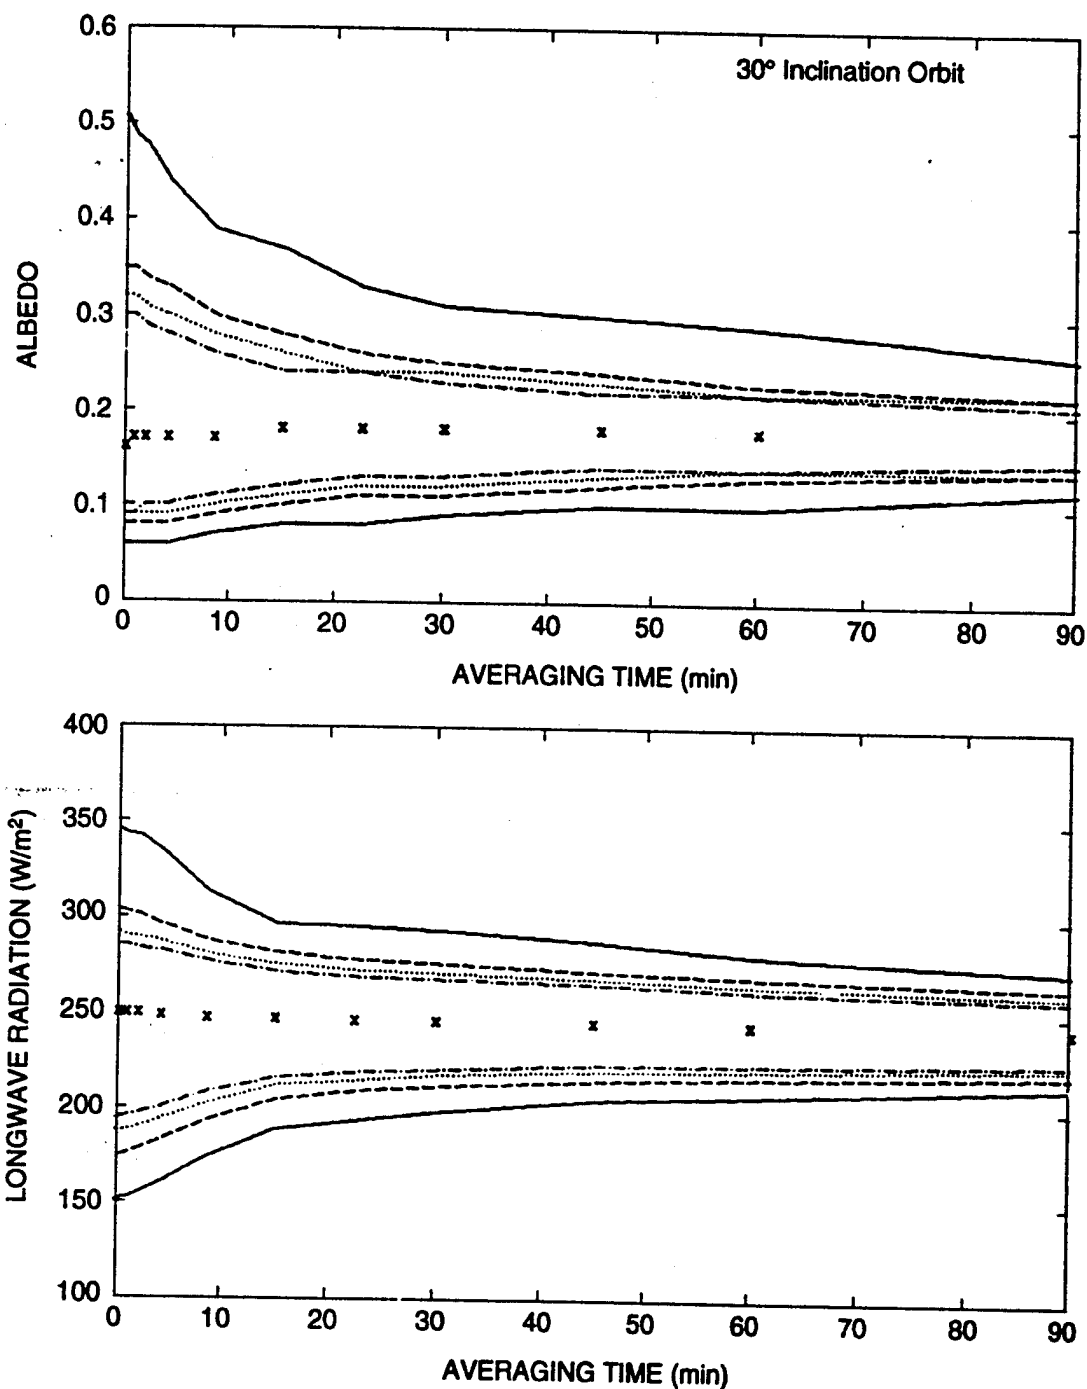 0.6
30° Inclination Orbit
0.5
0.4
ALBEDO
0.3
0.2
0.1
0
0 10 20 30 40 50 60 70 80 90
AVERAGING TIME (min)
400
350
LONGWAVE RADIATION (W/m²)
300
250
200
150
100
0 10 20 30 40 50 60 70 80 90
AVERAGING TIME (min)